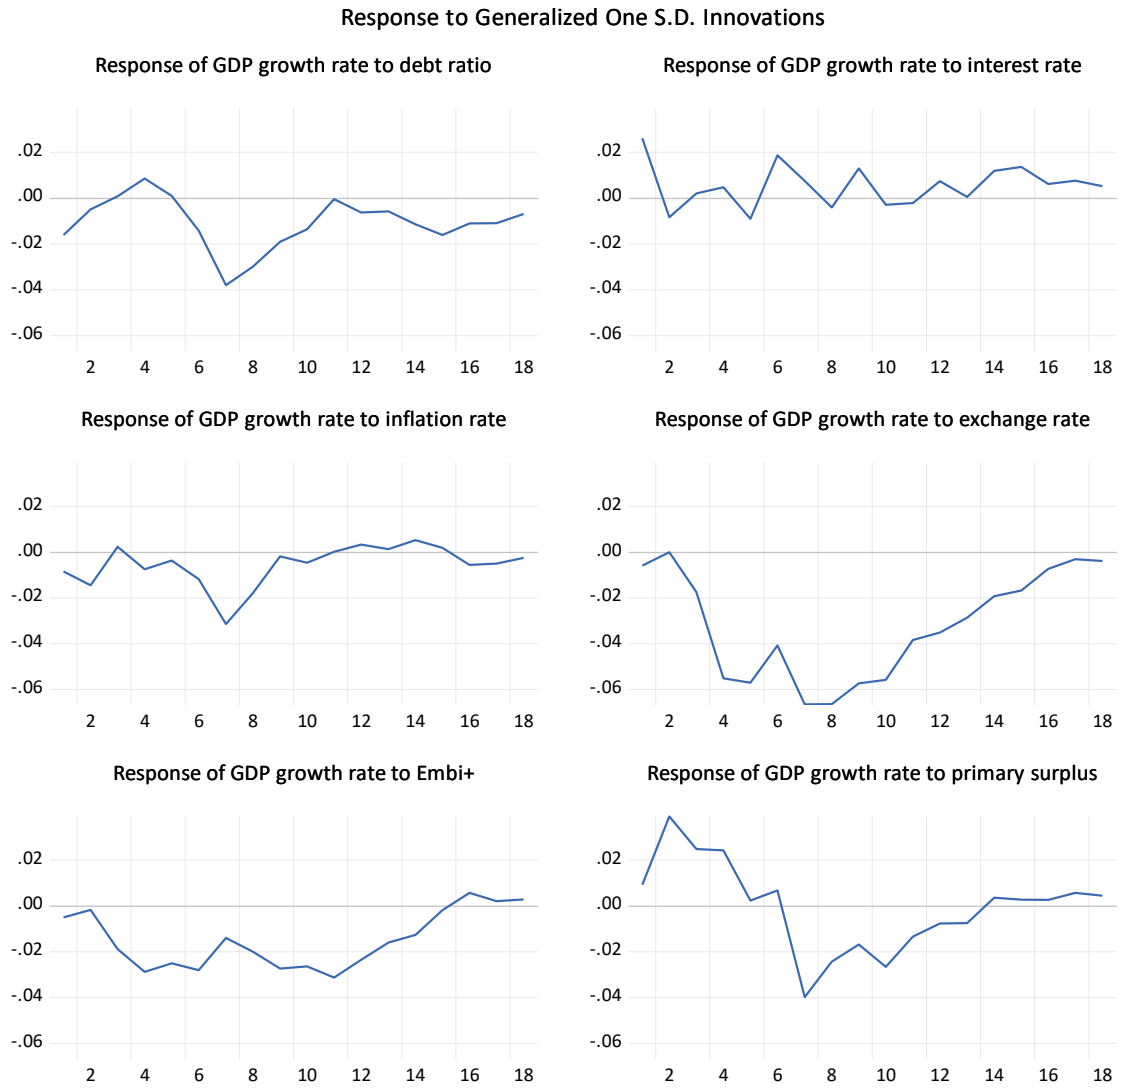 Response to Generalized One S.D. Innovations
Response of GDP growth rate to debt ratio
.02
.00
-.02
-.04
-.06
2 4 6 8 10 12 14 16 18
Response of GDP growth rate to interest rate
.02
.00
-.02
-.04
-.06
2 4 6 8 10 12 14 16 18
Response of GDP growth rate to inflation rate
.02
.00
-.02
-.04
-.06
2 4 6 8 10 12 14 16 18
Response of GDP growth rate to exchange rate
.02
.00
-.02
-.04
-.06
2 4 6 8 10 12 14 16 18
Response of GDP growth rate to Embi+
.02
.00
-.02
-.04
-.06
2 4 6 8 10 12 14 16 18
Response of GDP growth rate to primary surplus
.02
.00
-.02
-.04
-.06
2 4 6 8 10 12 14 16 18